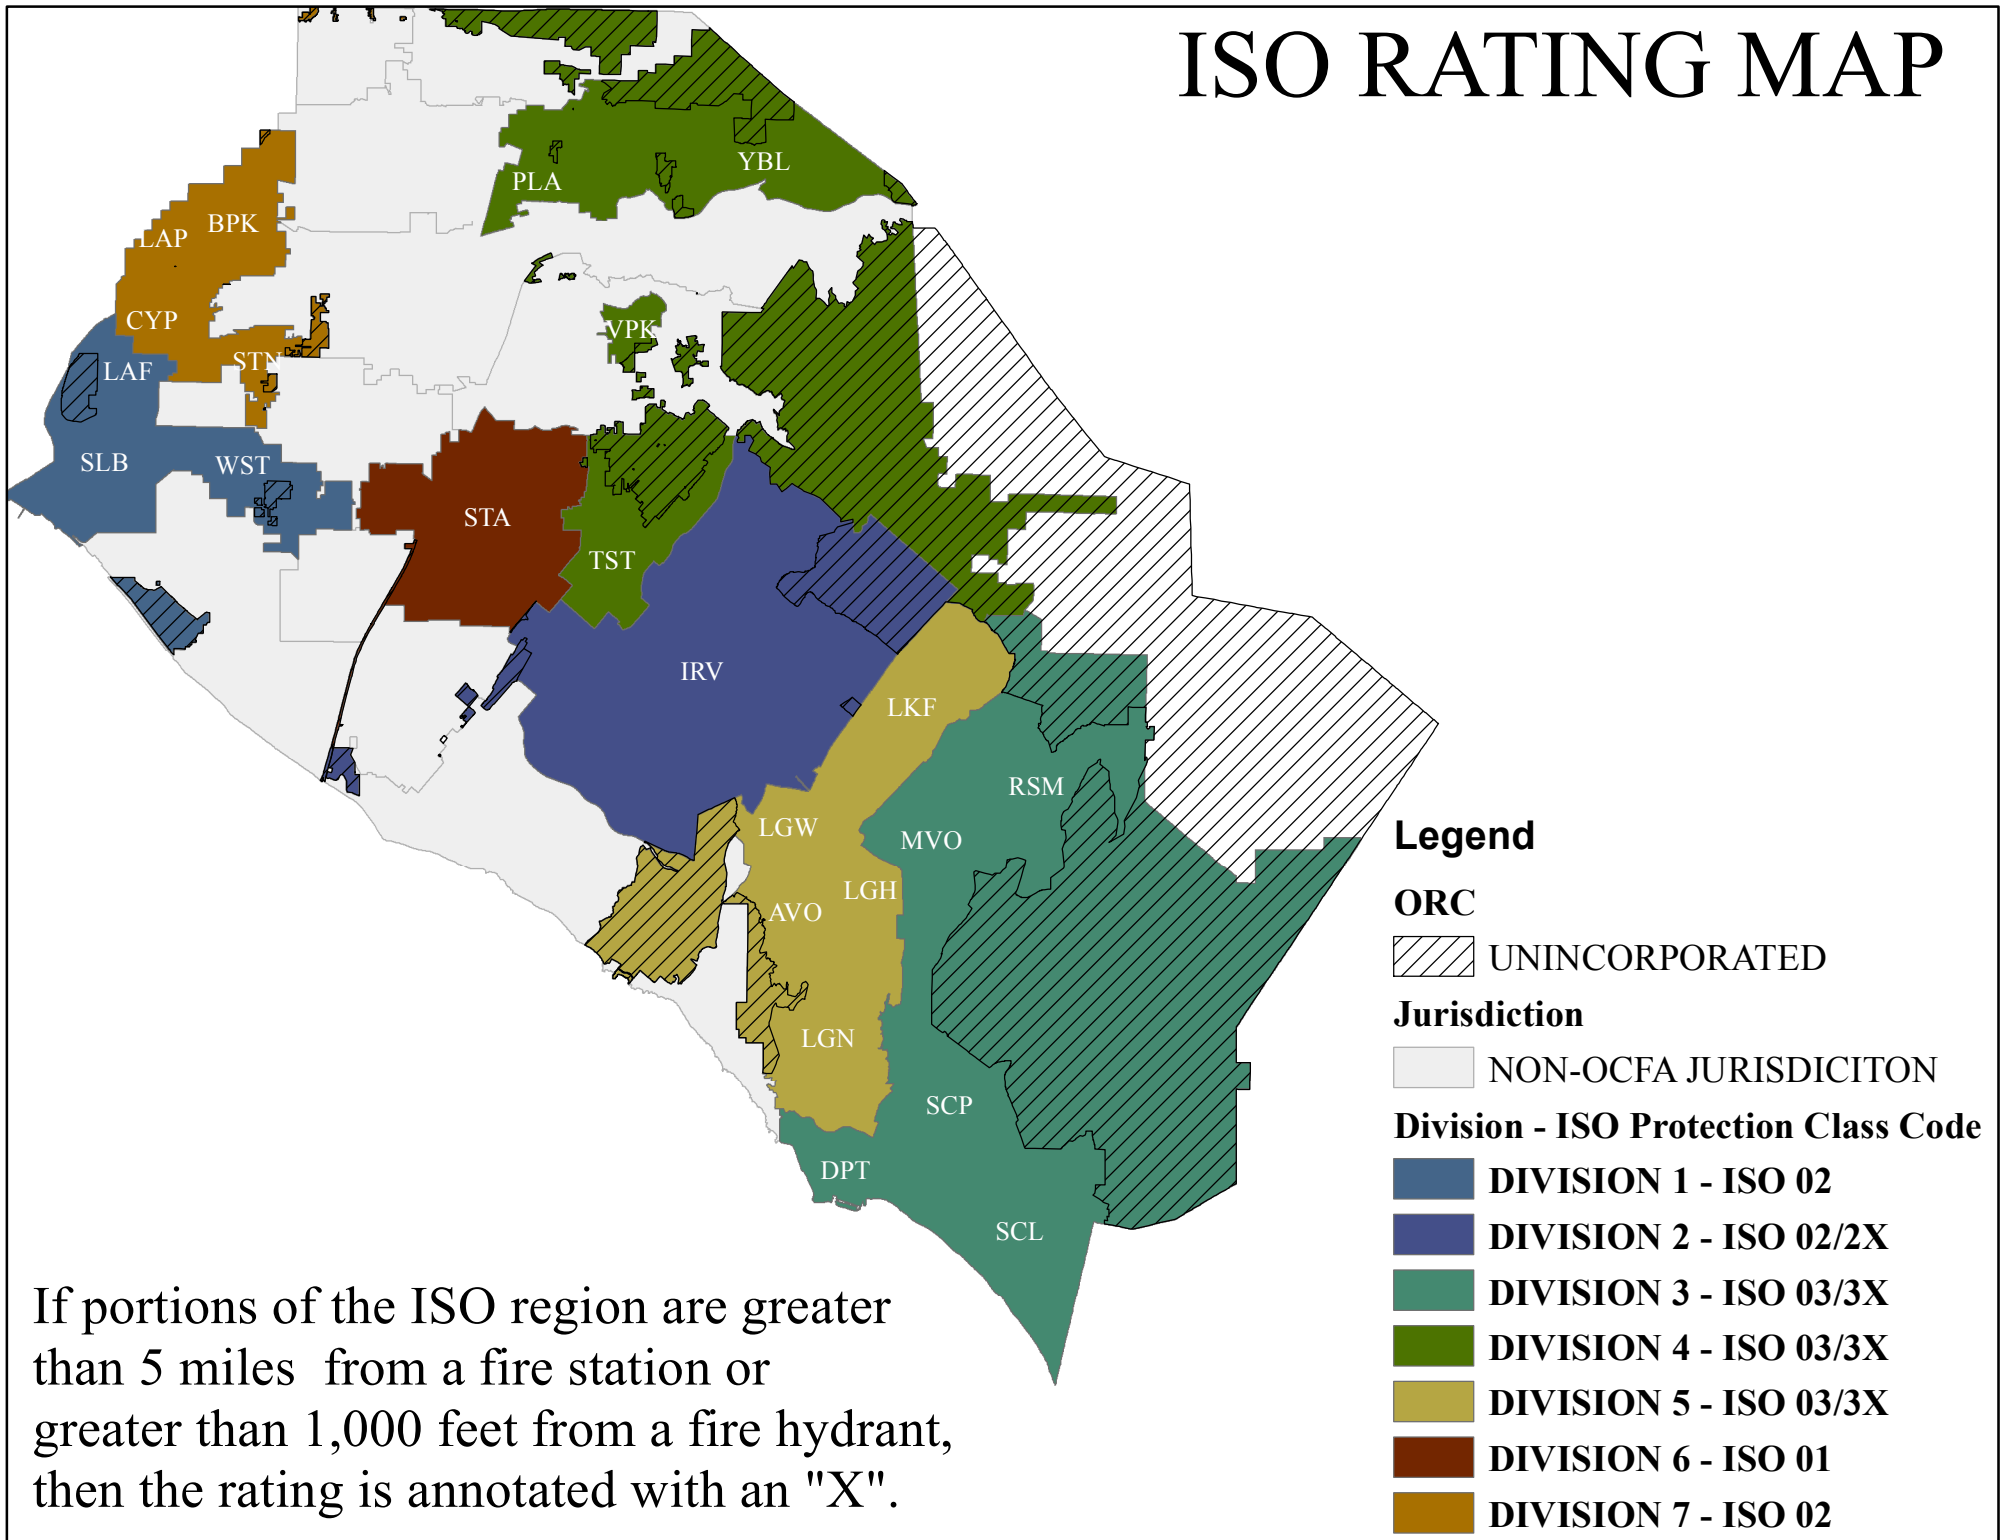 ISO RATING MAP
YBL
PLA
BPK
LAP
CYP
VPK
STN
LAF
SLB
WST
STA
TST
IRV
LKF
RSM
LGW
MVO
LGH
AVO
LGN
SCP
DPT
SCL
Legend
ORC
UNINCORPORATED
Jurisdiction
NON-OCFA JURISDICITON
Division - ISO Protection Class Code
DIVISION 1 - ISO 02
DIVISION 2 - ISO 02/2X
DIVISION 3 - ISO 03/3X
DIVISION 4 - ISO 03/3X
DIVISION 5 - ISO 03/3X
DIVISION 6 - ISO 01
DIVISION 7 - ISO 02
If portions of the ISO region are greater
than 5 miles  from a fire station or
greater than 1,000 feet from a fire hydrant,
then the rating is annotated with an "X".